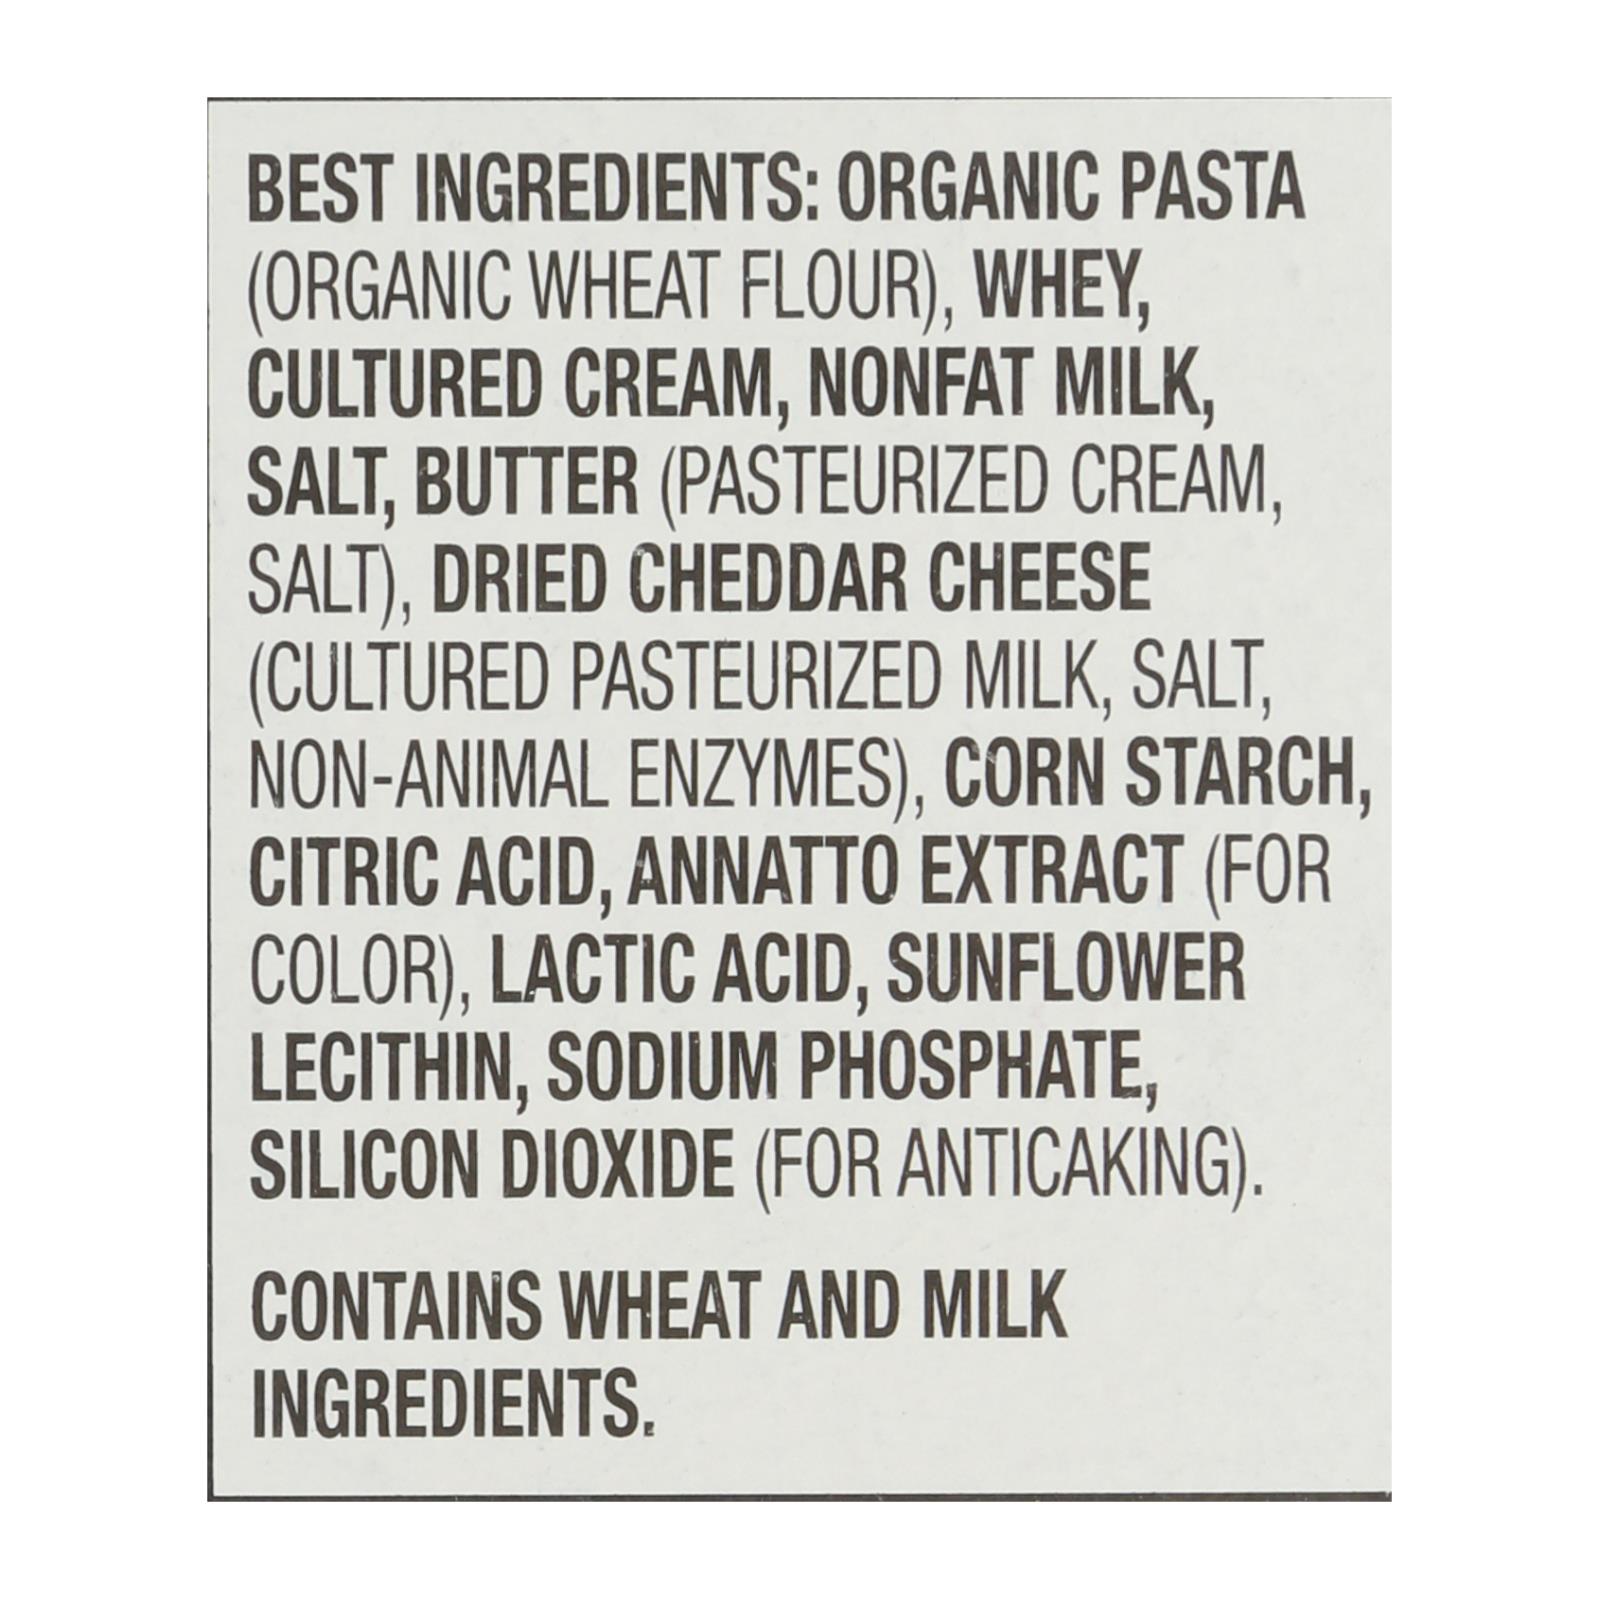 BEST INGREDIENTS: ORGANIC PASTA
(ORGANIC WHEAT FLOUR), WHEY,
CULTURED CREAM, NONFAT MILK,
SALT, BUTTER (PASTEURIZED CREAM,
SALT), DRIED CHEDDAR CHEESE
(CULTURED PASTEURIZED MILK, SALT,
NON-ANIMAL ENZYMES), CORN STARCH,
CITRIC ACID, ANNATTO EXTRACT (FOR
COLOR), LACTIC ACID, SUNFLOWER
LECITHIN, SODIUM PHOSPHATE,
SILICON DIOXIDE (FOR ANTICAKING).
CONTAINS WHEAT AND MILK
INGREDIENTS.